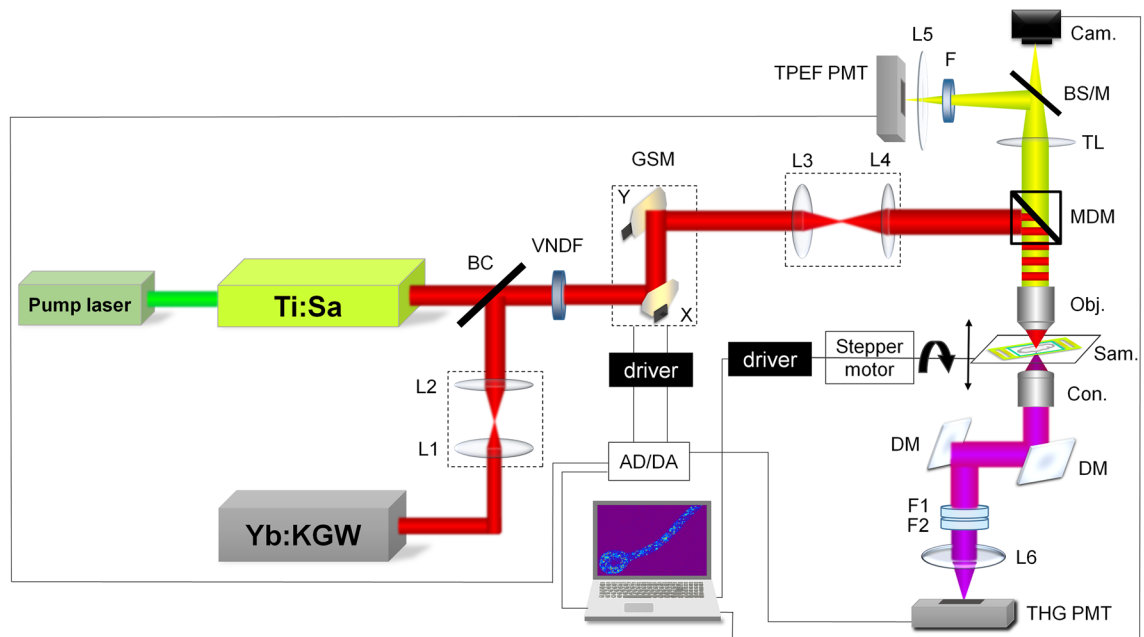 Cam.
L5
F
TPEF PMT
BS/M
TL
GSM
L3
L4
Y
MDM
VNDF
BC
Pump laser
Ti:Sa
X
Obj.
driver
driver
Stepper
motor
Sam.
L2
Con.
L1
AD/DA
DM
DM
F1
F2
Yb:KGW
L6
THG PMT